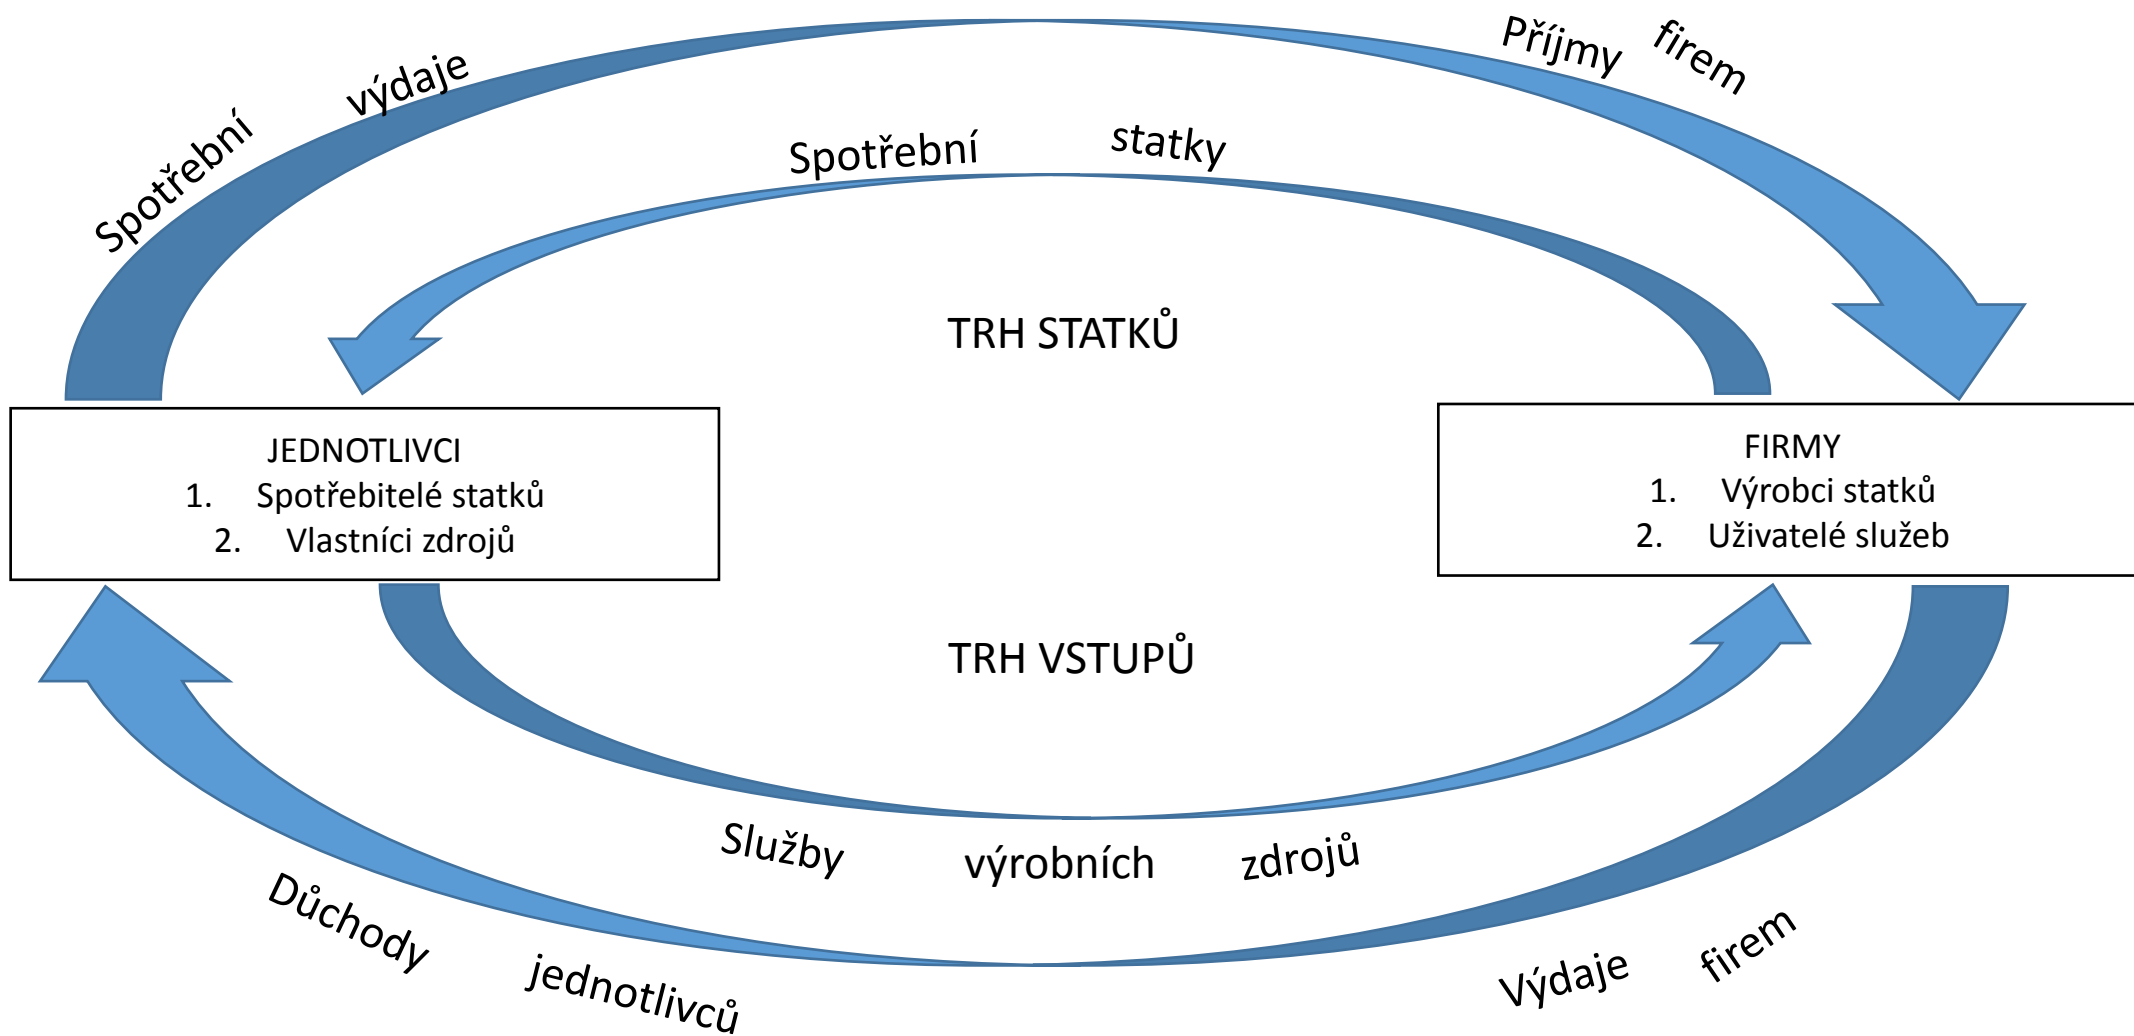 Spotřební výdaje
Příjmy firem
Spotřební statky
TRH STATKŮ
JEDNOTLIVCI
1. Spotřebitelé statků
2. Vlastníci zdrojů
FIRMY
1. Výrobci statků
2. Uživatelé služeb
TRH VSTUPŮ
Služby výrobních zdrojů
Důchody jednotlivců
Výdaje firem